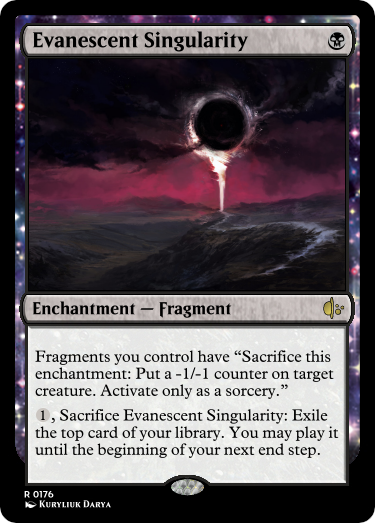 Evanescent Singularity
Enchantment — Fragment
Fragments you control have “Sacrifice this
enchantment: Put a -1/-1 counter on target
creature. Activate only as a sorcery.”
1 , Sacrifice Evanescent Singularity: Exile
the top card of your library. You may play it
until the beginning of your next end step.
R 0176
Kuryliuk Darya